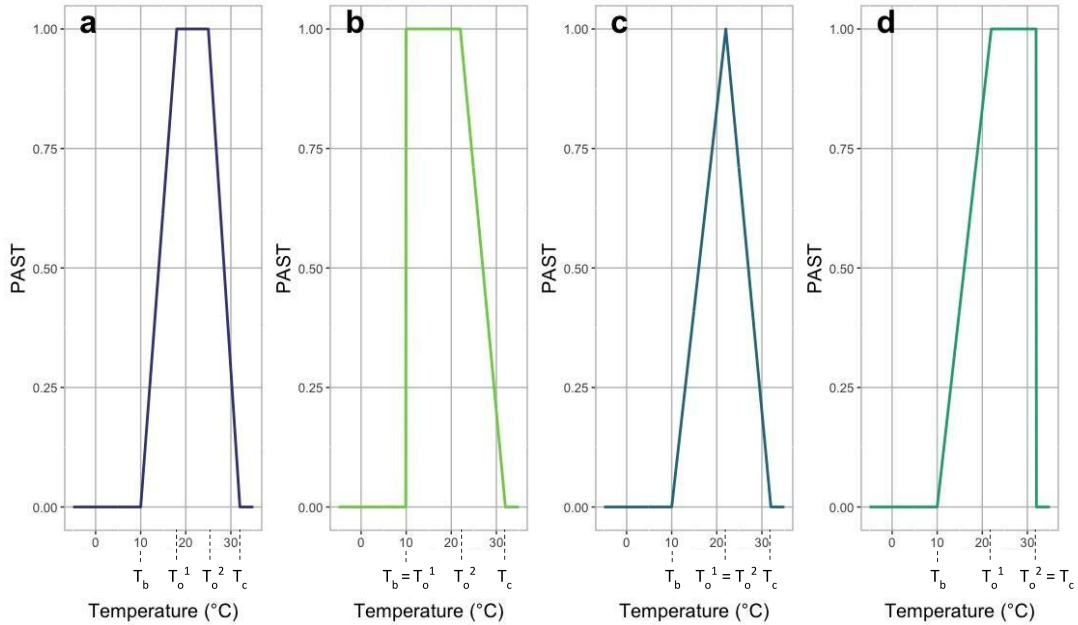 a
b
c
d
1.00
1.00
1.00
1.00
0.75
0.75
0.75
0.75
PAST
PAST
PAST
PAST
0.50
0.50
0.50
0.50
0.25
0.25
0.25
0.25
0.00
0.00
0.00
0.00
0 10 20 30
0 10 20 30
0 10 20 30
0 10 20 30
Tb To1 To2 Tc
Tb = To1 To2 Tc
Tb To1 = To2 Tc
Tb To1 To2 = Tc
Temperature (°C)
Temperature (°C)
Temperature (°C)
Temperature (°C)